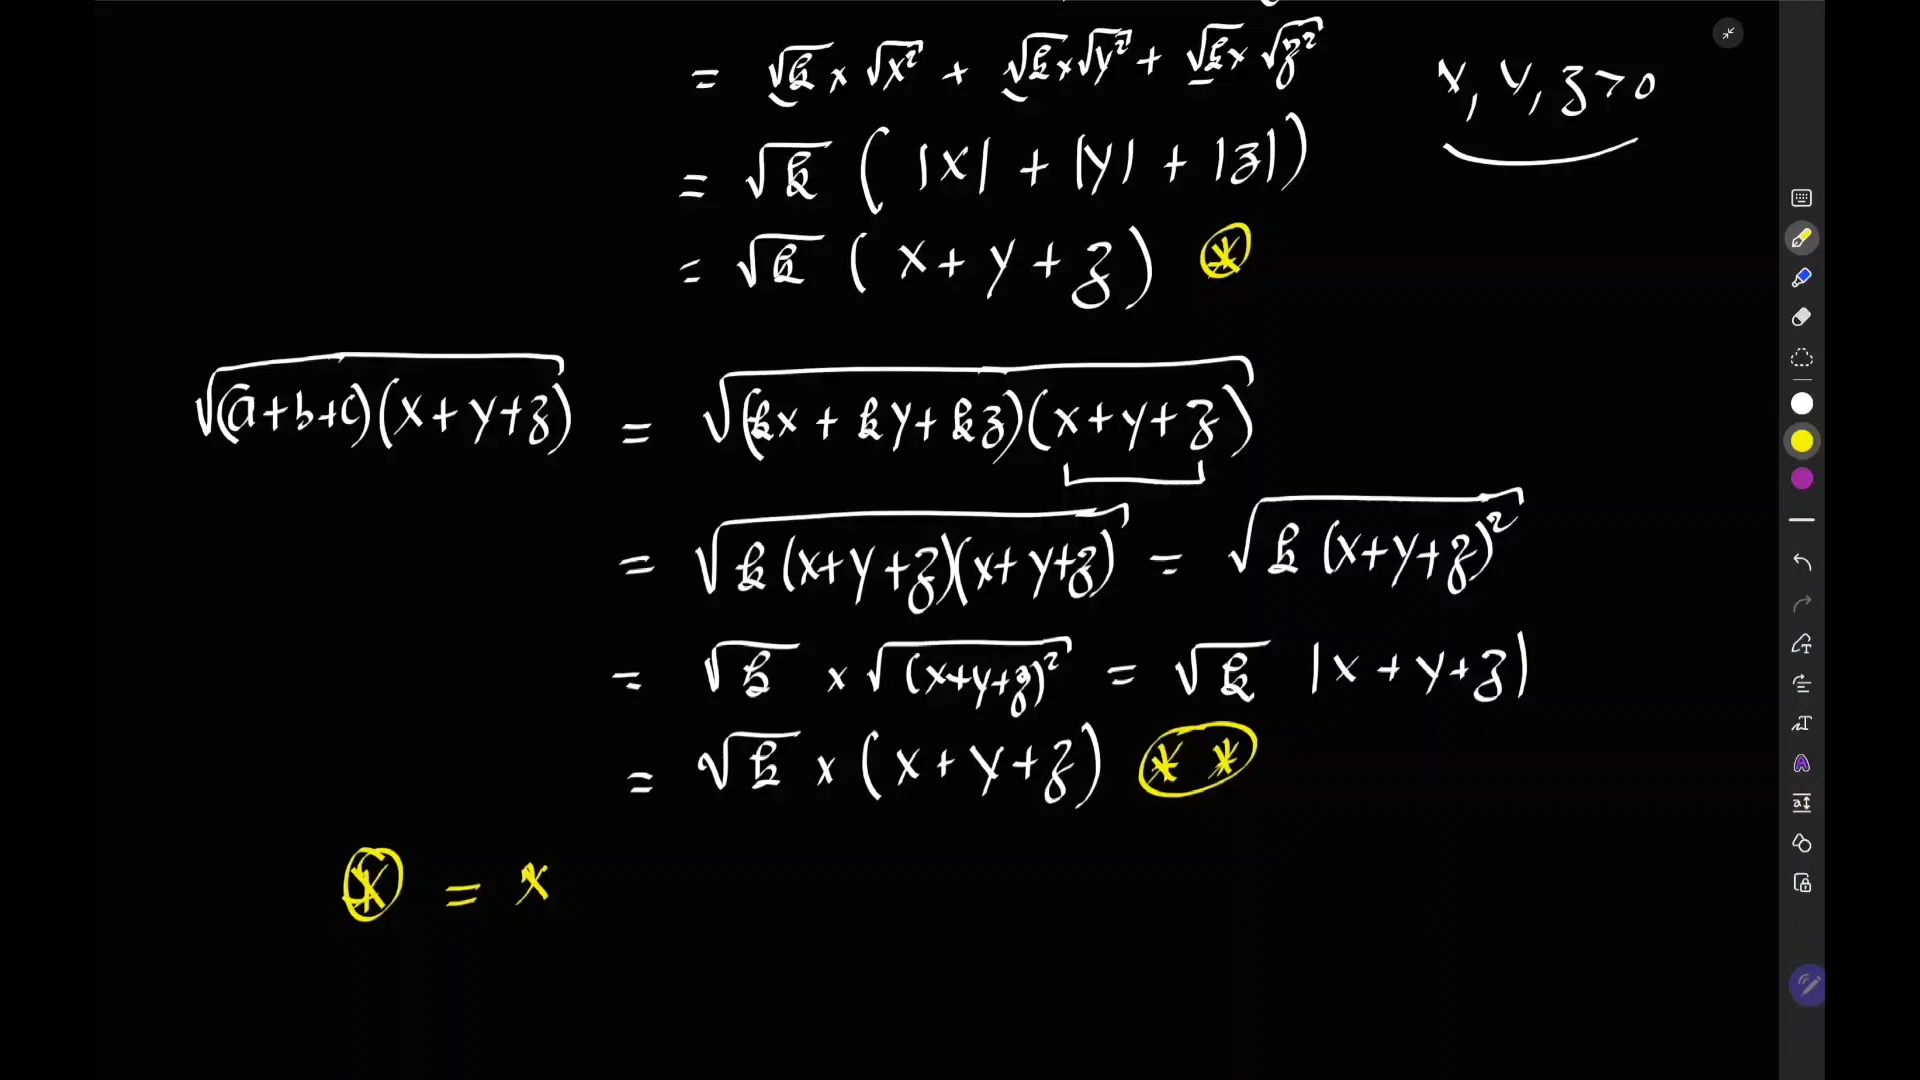 = √k × √x² + √k × √y² + √k × √z²
x, y, z > 0
= √k ( |x| + |y| + |z| )
= √k ( x + y + z ) *
√(a+b+c)(x+y+z) = √(kx + ky + kz)(x+y+z)
= √k(x+y+z)(x+y+z) = √k(x+y+z)²
= √k × √(x+y+z)² = √k |x+y+z|
= √k × (x+y+z) * *
* = *